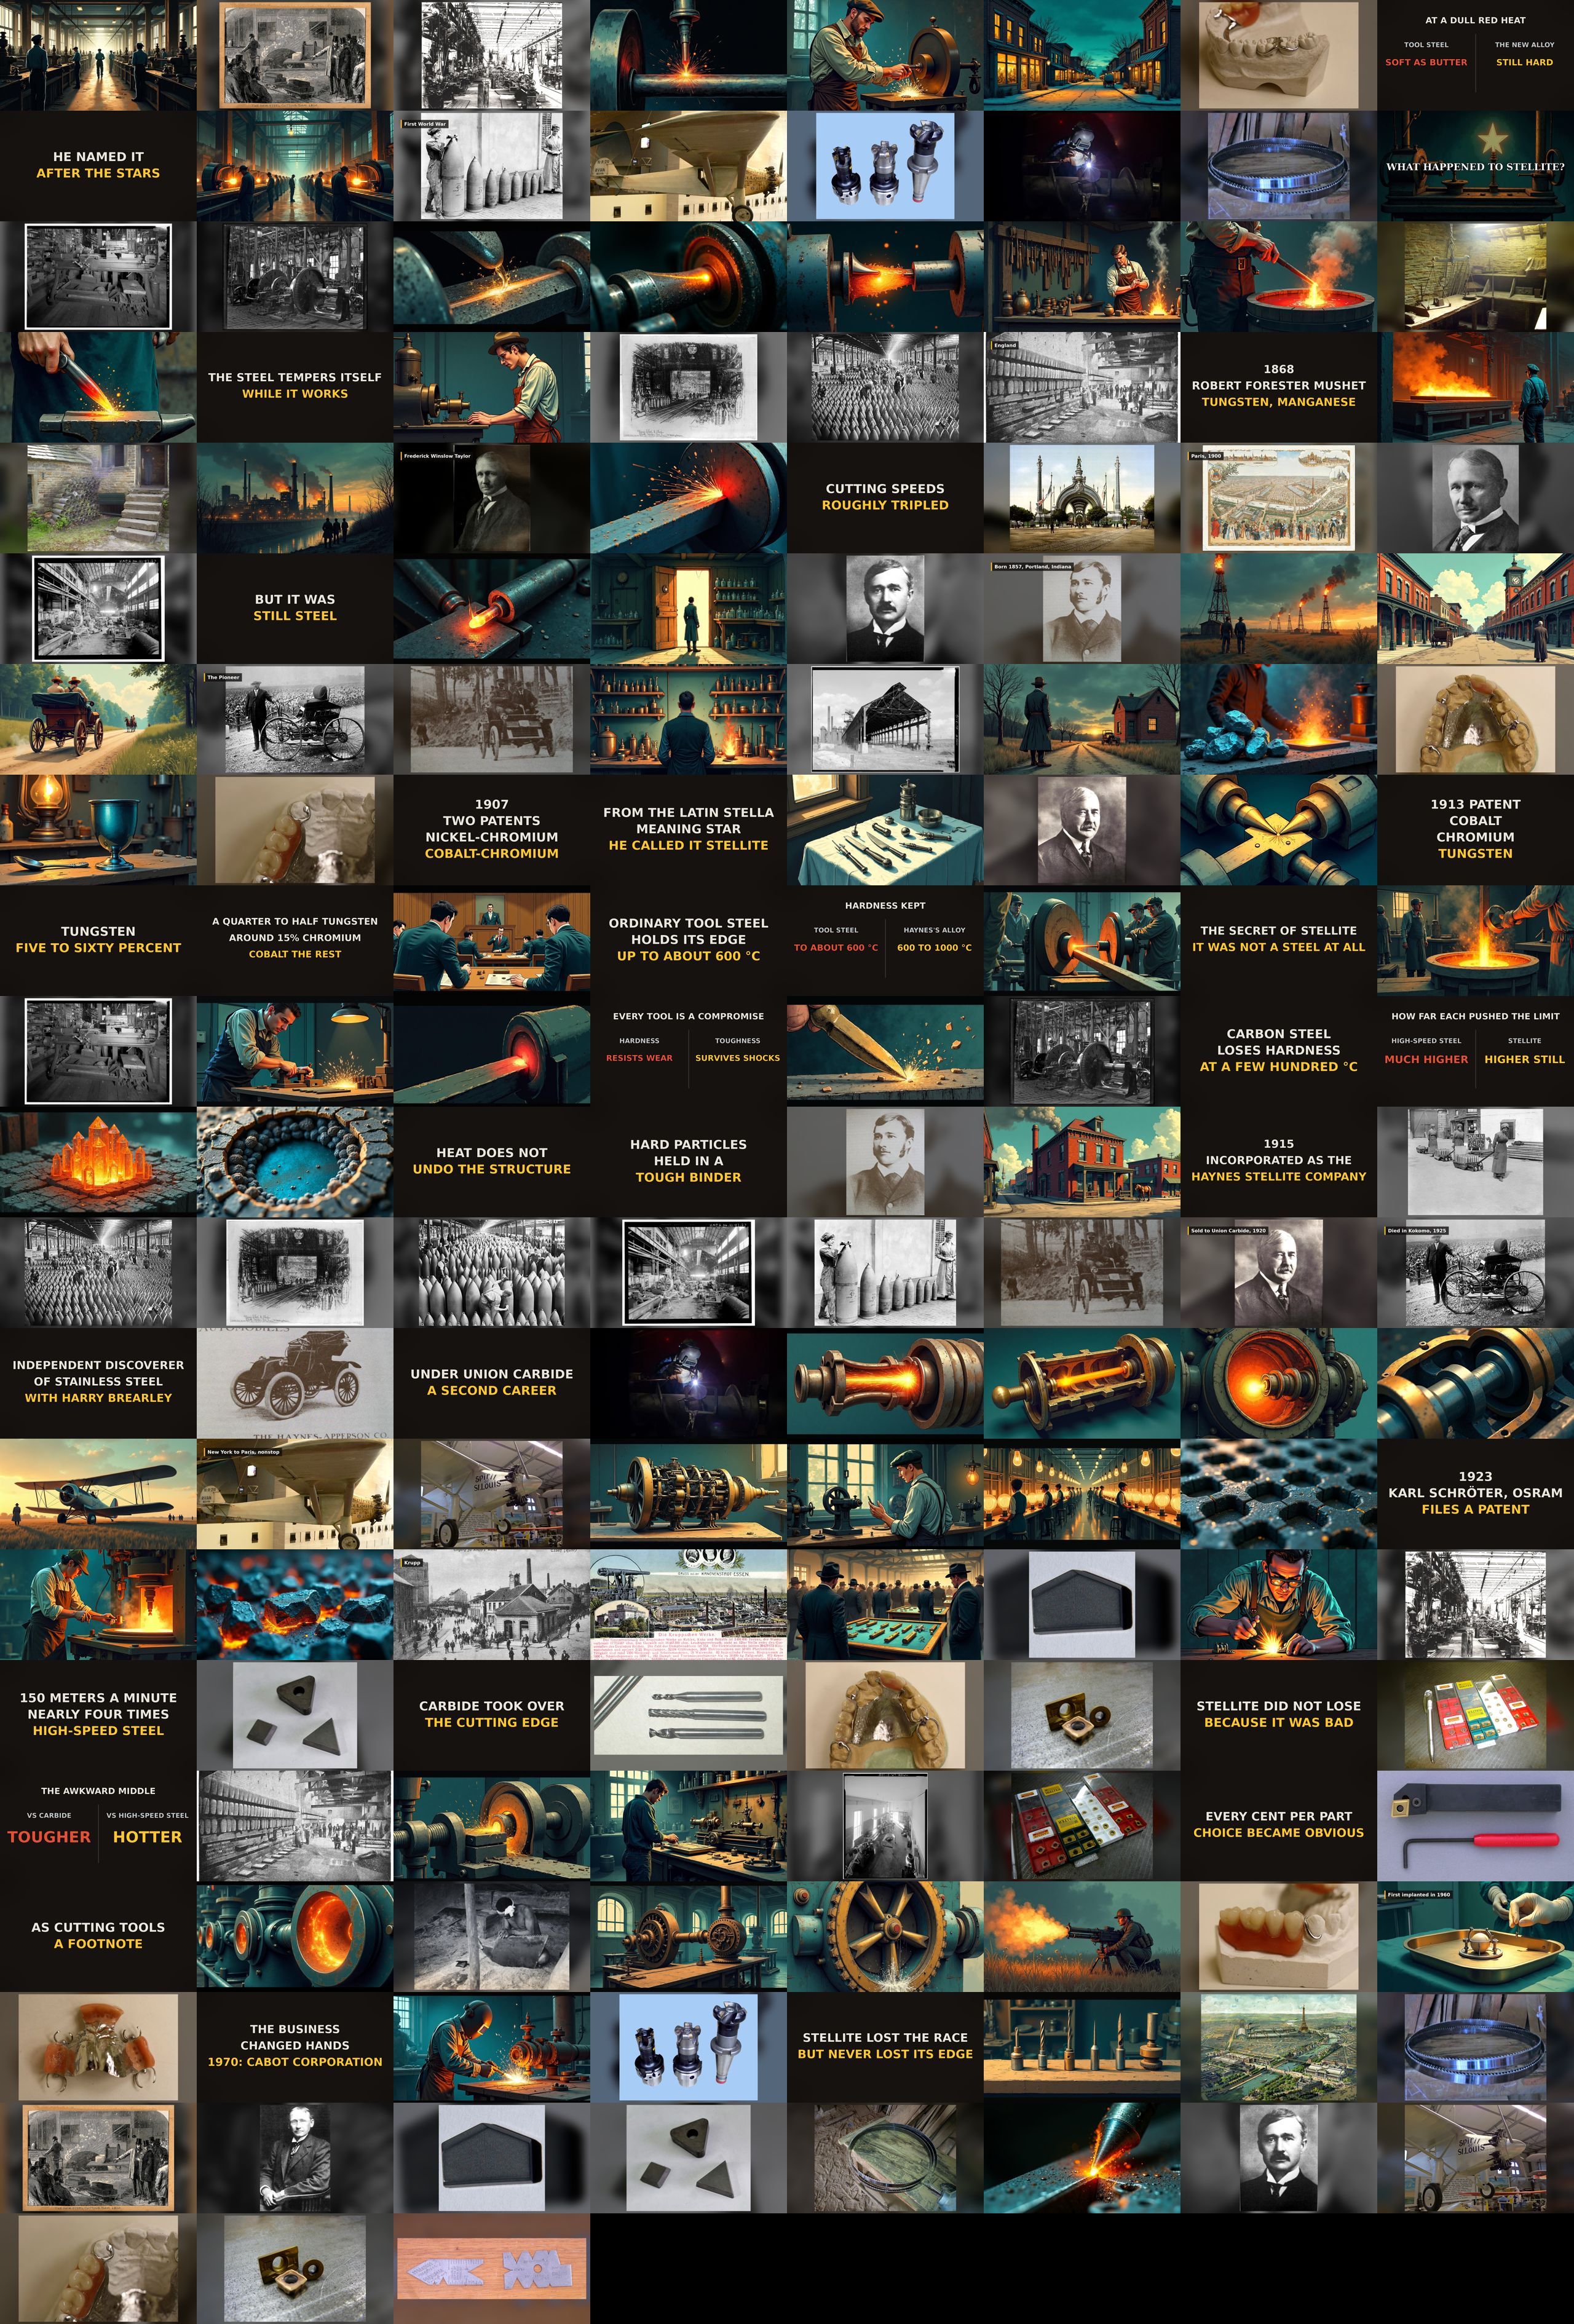 AT A DULL RED HEAT
TOOL STEEL
THE NEW ALLOY
SOFT AS BUTTER
STILL HARD
HE NAMED IT
AFTER THE STARS
First World War
WHAT HAPPENED TO STELLITE?
THE STEEL TEMPERS ITSELF
WHILE IT WORKS
England
1868
ROBERT FORESTER MUSHET
TUNGSTEN, MANGANESE
Frederick Winslow Taylor
CUTTING SPEEDS
ROUGHLY TRIPLED
Paris, 1900
BUT IT WAS
STILL STEEL
Born 1857, Portland, Indiana
The Pioneer
1907
TWO PATENTS
NICKEL-CHROMIUM
COBALT-CHROMIUM
FROM THE LATIN STELLA
MEANING STAR
HE CALLED IT STELLITE
1913 PATENT
COBALT
CHROMIUM
TUNGSTEN
TUNGSTEN
FIVE TO SIXTY PERCENT
A QUARTER TO HALF TUNGSTEN
AROUND 15% CHROMIUM
COBALT THE REST
ORDINARY TOOL STEEL
HOLDS ITS EDGE
UP TO ABOUT 600 °C
HARDNESS KEPT
TOOL STEEL
HAYNES'S ALLOY
TO ABOUT 600 °C
600 TO 1000 °C
THE SECRET OF STELLITE
IT WAS NOT A STEEL AT ALL
EVERY TOOL IS A COMPROMISE
HARDNESS
TOUGHNESS
RESISTS WEAR
SURVIVES SHOCKS
CARBON STEEL
LOSES HARDNESS
AT A FEW HUNDRED °C
HOW FAR EACH PUSHED THE LIMIT
HIGH-SPEED STEEL
STELLITE
MUCH HIGHER
HIGHER STILL
HEAT DOES NOT
UNDO THE STRUCTURE
HARD PARTICLES
HELD IN A
TOUGH BINDER
1915
INCORPORATED AS THE
HAYNES STELLITE COMPANY
Sold to Union Carbide, 1920
Died in Kokomo, 1925
INDEPENDENT DISCOVERER
OF STAINLESS STEEL
WITH HARRY BREARLEY
AUTOMOBILES
THE HAYNES-APPERSON CO.
UNDER UNION CARBIDE
A SECOND CAREER
New York to Paris, nonstop
SPIRIT
ST. LOUIS
1923
KARL SCHRÖTER, OSRAM
FILES A PATENT
Krupp
150 METERS A MINUTE
NEARLY FOUR TIMES
HIGH-SPEED STEEL
CARBIDE TOOK OVER
THE CUTTING EDGE
STELLITE DID NOT LOSE
BECAUSE IT WAS BAD
THE AWKWARD MIDDLE
VS CARBIDE
VS HIGH-SPEED STEEL
TOUGHER
HOTTER
EVERY CENT PER PART
CHOICE BECAME OBVIOUS
AS CUTTING TOOLS
A FOOTNOTE
First implanted in 1960
THE BUSINESS
CHANGED HANDS
1970: CABOT CORPORATION
STELLITE LOST THE RACE
BUT NEVER LOST ITS EDGE
SPIRIT
ST. LOUIS